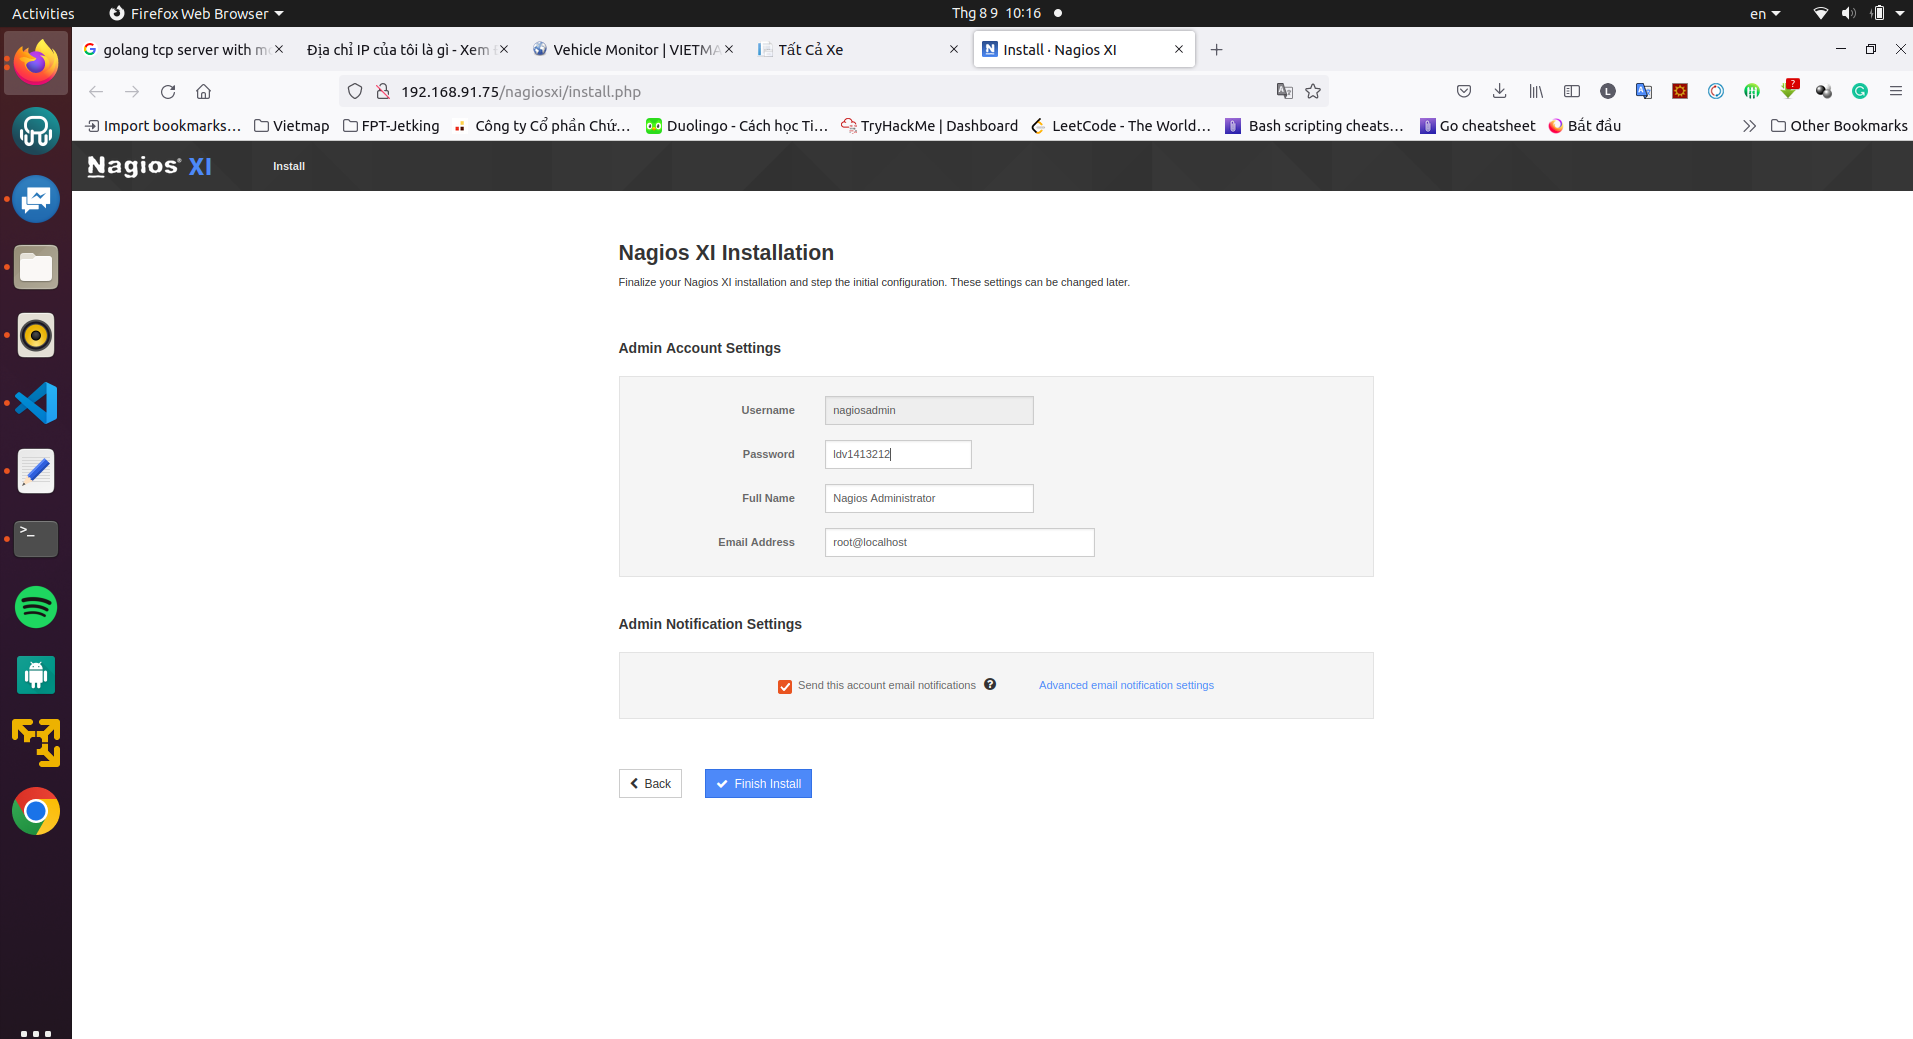 Activities
Firefox Web Browser
Thg 8 9 10:16
en
golang tcp server with mo
Địa chỉ IP của tôi là gì - Xem
Vehicle Monitor | VIETMA
Tất Cả Xe
Install · Nagios XI
192.168.91.75/nagiosxi/install.php
Import bookmarks...
Vietmap
FPT-Jetking
Công ty Cổ phần Chứ...
Duolingo - Cách học Ti...
TryHackMe | Dashboard
LeetCode - The World...
Bash scripting cheats...
Go cheatsheet
Bắt đầu
Other Bookmarks
Nagios® XI
Install
Nagios XI Installation
Finalize your Nagios XI installation and step the initial configuration. These settings can be changed later.
Admin Account Settings
Username
nagiosadmin
Password
ldv1413212
Full Name
Nagios Administrator
Email Address
root@localhost
Admin Notification Settings
Send this account email notifications
Advanced email notification settings
Back
Finish Install